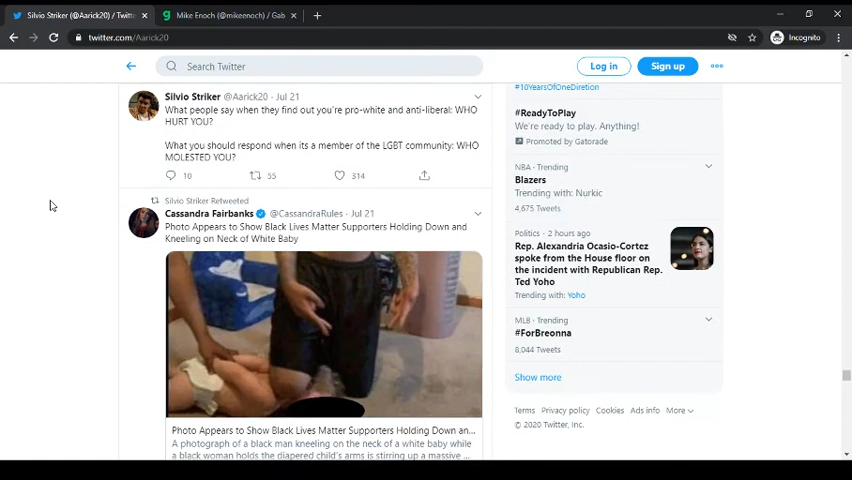 Silvio Striker (@Aarick20) / Twitte
Mike Enoch (@mikeenoch) / Gab
twitter.com/Aarick20
Incognito
Search Twitter
Log in
Sign up
Silvio Striker @Aarick20 · Jul 21
What people say when they find out you're pro-white and anti-liberal: WHO
HURT YOU?
What you should respond when its a member of the LGBT community: WHO
MOLESTED YOU?
10
55
314
Silvio Striker Retweeted
Cassandra Fairbanks @CassandraRules · Jul 21
Photo Appears to Show Black Lives Matter Supporters Holding Down and
Kneeling on Neck of White Baby
Photo Appears to Show Black Lives Matter Supporters Holding Down an...
A photograph of a black man kneeling on the neck of a white baby while
a black woman holds the diapered child's arms is stirring up a massive ...
#10YearsOfOneDiretion
#ReadyToPlay
We're ready to play. Anything!
Promoted by Gatorade
NBA · Trending
Blazers
Trending with: Nurkic
4,675 Tweets
Politics · 2 hours ago
Rep. Alexandria Ocasio-Cortez
spoke from the House floor on
the incident with Republican Rep.
Ted Yoho
Trending with: Yoho
MLB · Trending
#ForBreonna
8,044 Tweets
Show more
Terms Privacy policy Cookies Ads info More
© 2020 Twitter, Inc.